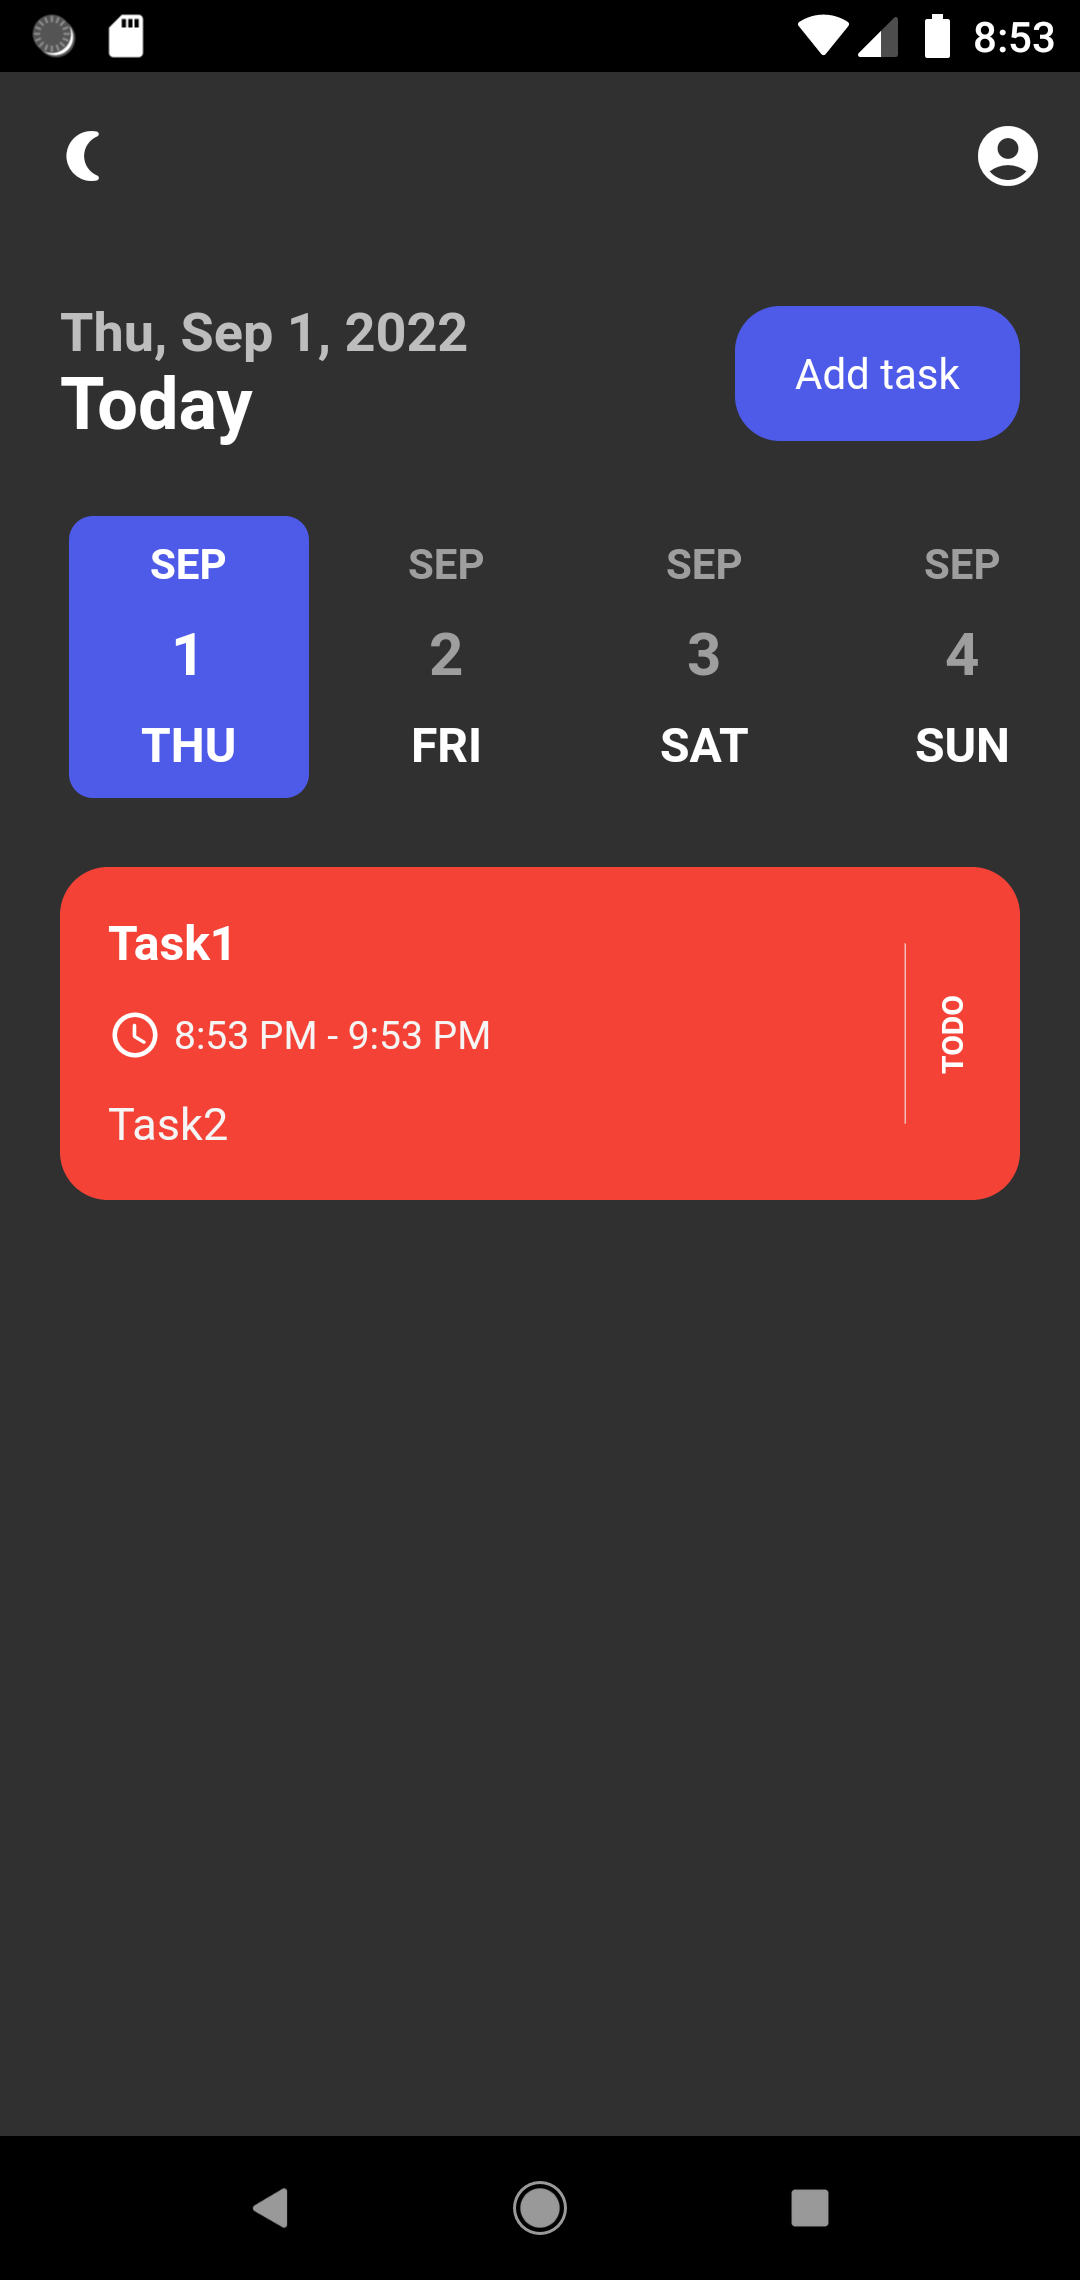 8:53
Thu, Sep 1, 2022
Today
Add task
SEP SEP SEP SEP
1 2 3 4
THU FRI SAT SUN
Task1
8:53 PM - 9:53 PM
TODO
Task2